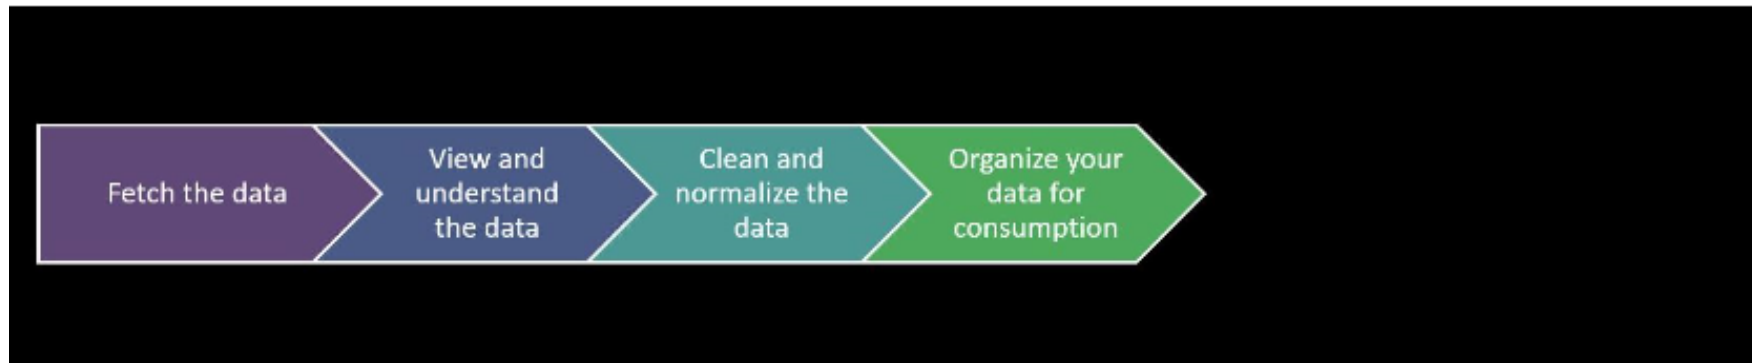 Fetch the data
View and
understand
the data
Clean and
normalize the
data
Organize your
data for
consumption